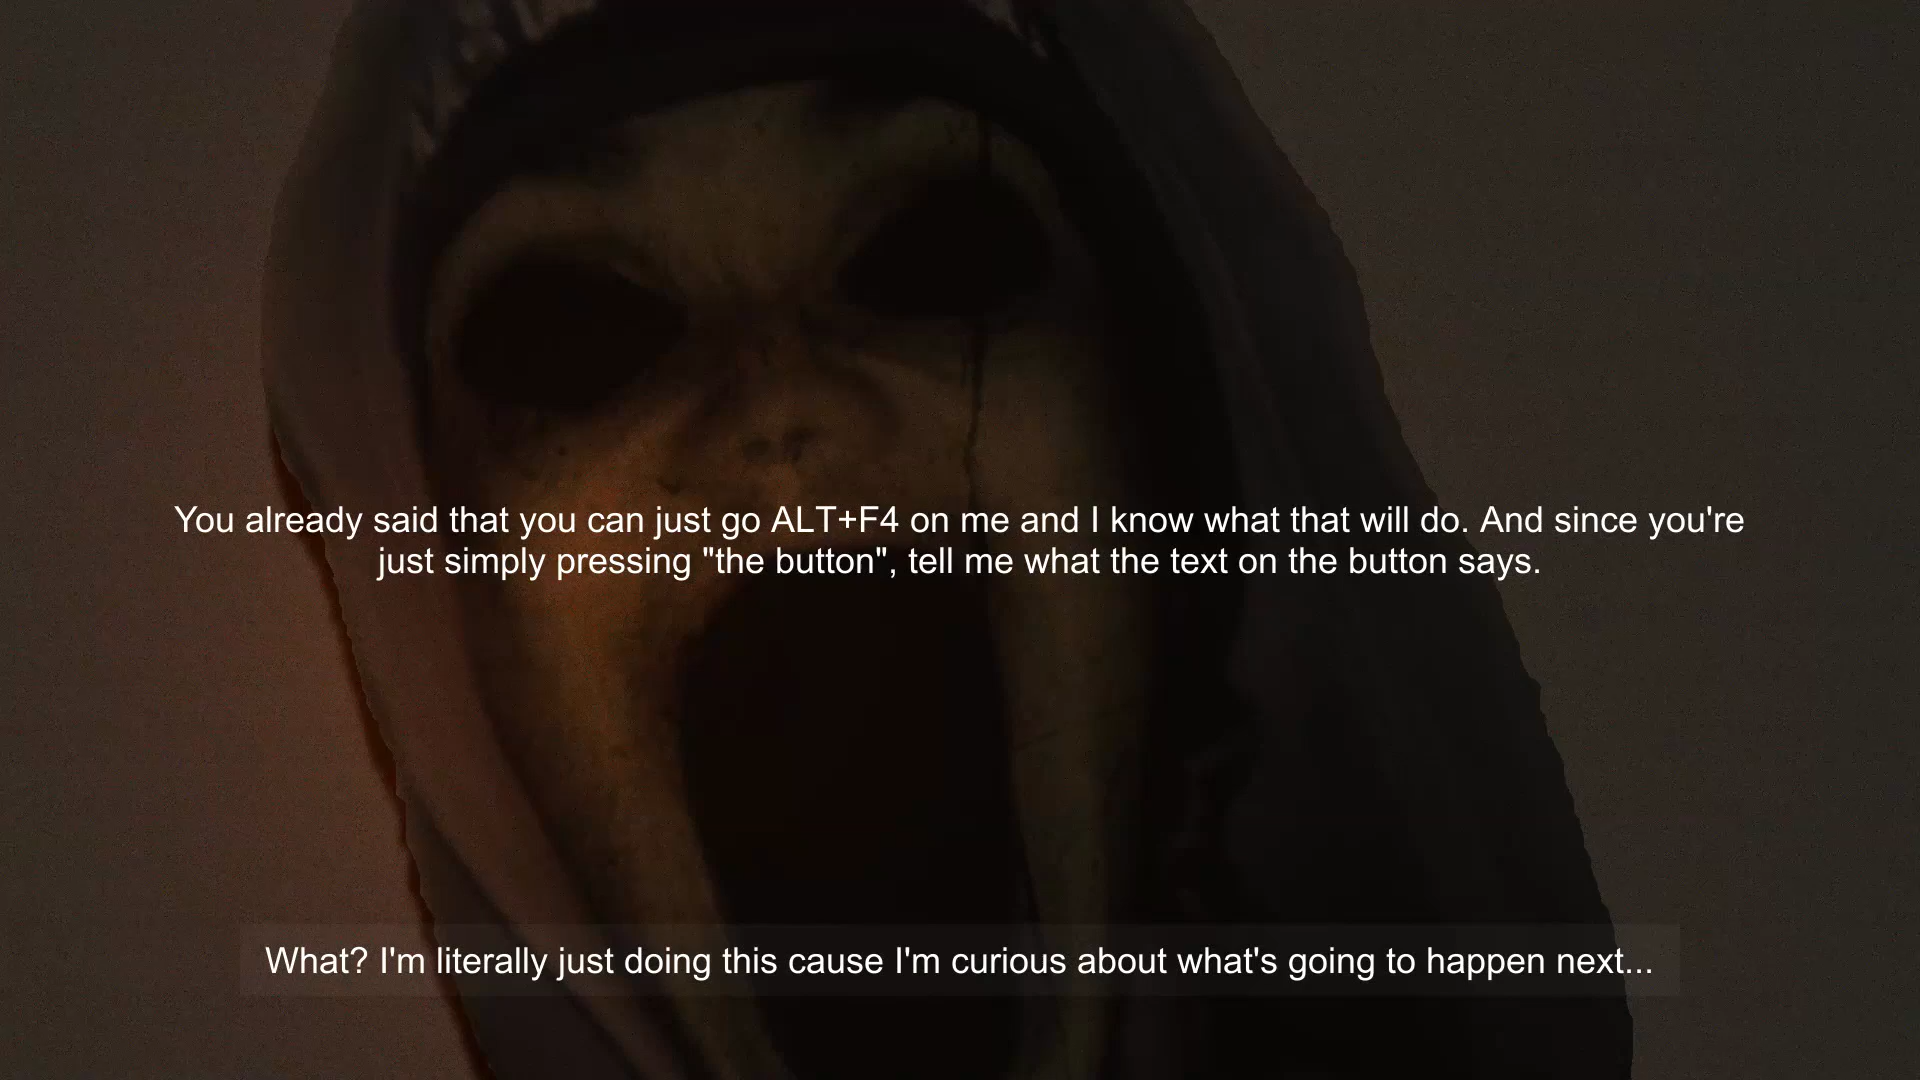 You already said that you can just go ALT+F4 on me and I know what that will do. And since you're
just simply pressing "the button", tell me what the text on the button says.
What? I'm literally just doing this cause I'm curious about what's going to happen next...